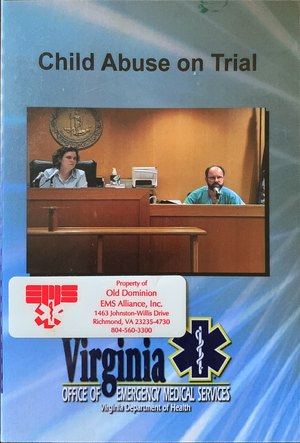 Child Abuse on Trial
Property of
Old Dominion
EMS Alliance, Inc.
1463 Johnston-Willis Drive
Richmond, VA 23235-4730
804-560-3300
Virginia
OFFICE OF EMERGENCY MEDICAL SERVICES
Virginia Department of Health